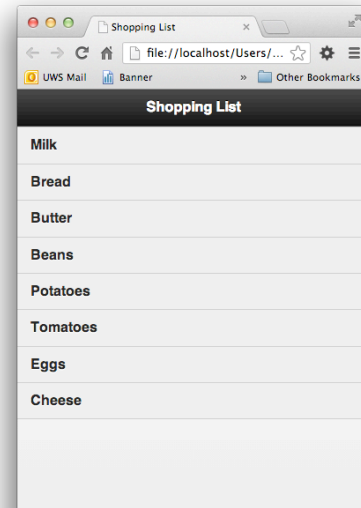 Shopping List
file://localhost/Users/...
UWS Mail Banner » Other Bookmarks
Shopping List
Milk
Bread
Butter
Beans
Potatoes
Tomatoes
Eggs
Cheese